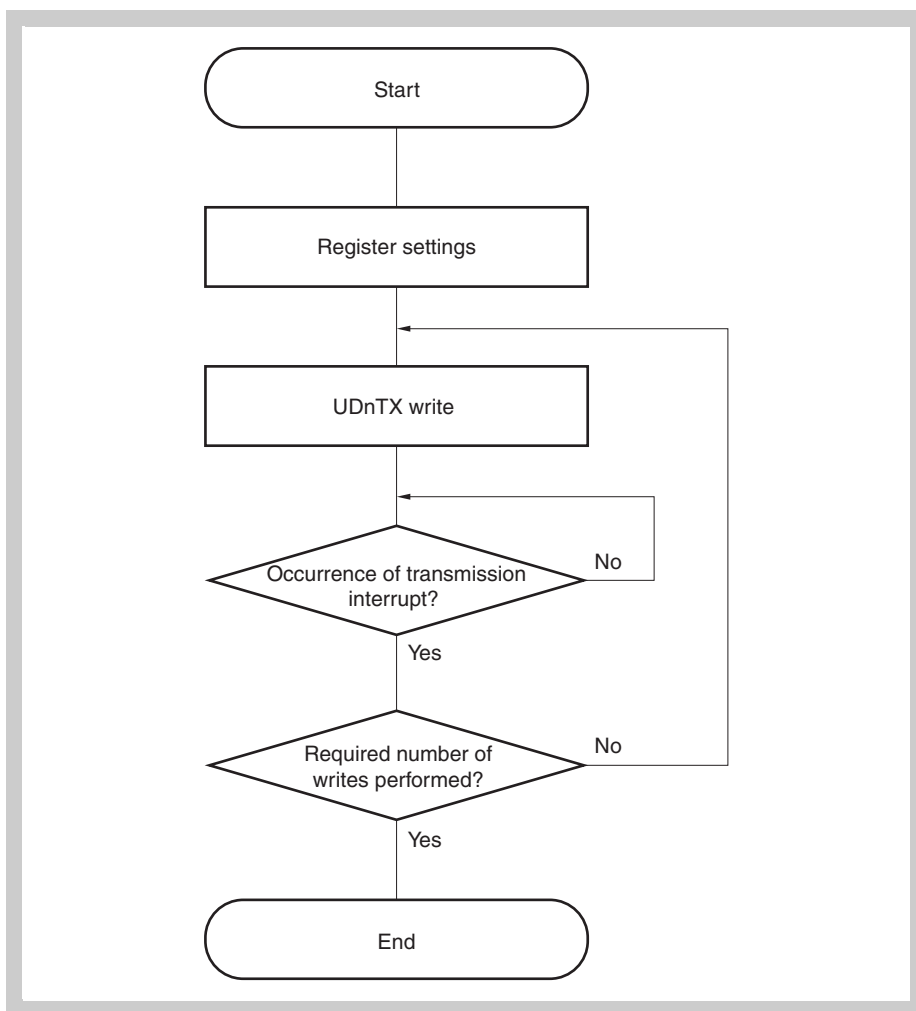 Start
Register settings
UDnTX write
Occurrence of transmission
interrupt?
No
Yes
Required number of
writes performed?
No
Yes
End